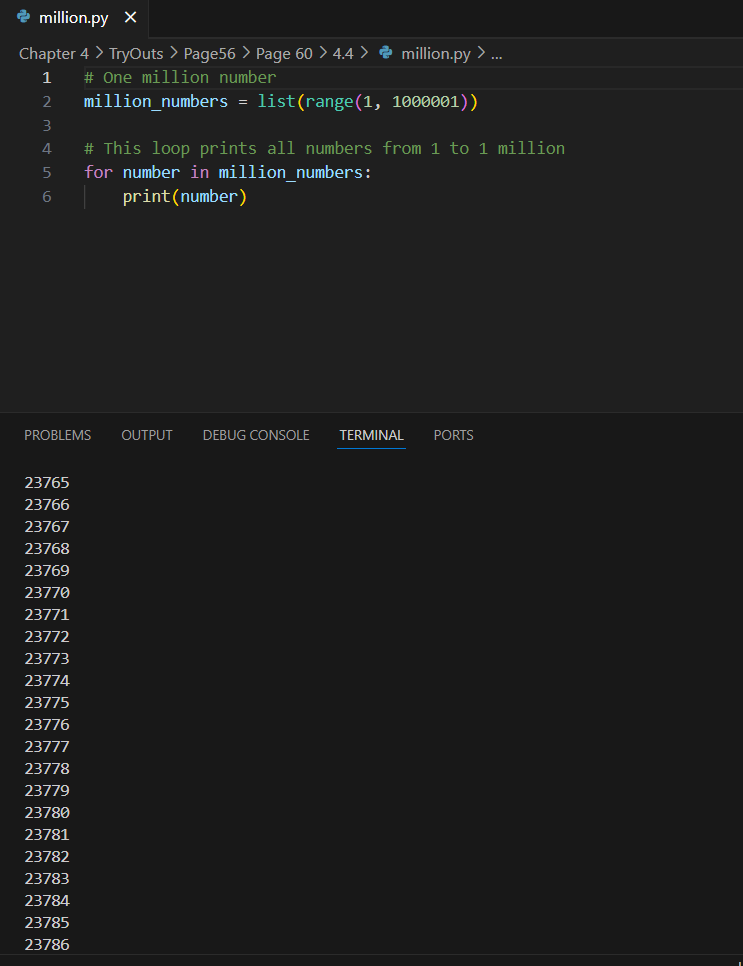 million.py ×
Chapter 4 > TryOuts > Page56 > Page 60 > 4.4 > million.py > ...
1 # One million number
2 million_numbers = list(range(1, 1000001))
3
4 # This loop prints all numbers from 1 to 1 million
5 for number in million_numbers:
6     print(number)
PROBLEMS OUTPUT DEBUG CONSOLE TERMINAL PORTS
23765
23766
23767
23768
23769
23770
23771
23772
23773
23774
23775
23776
23777
23778
23779
23780
23781
23782
23783
23784
23785
23786